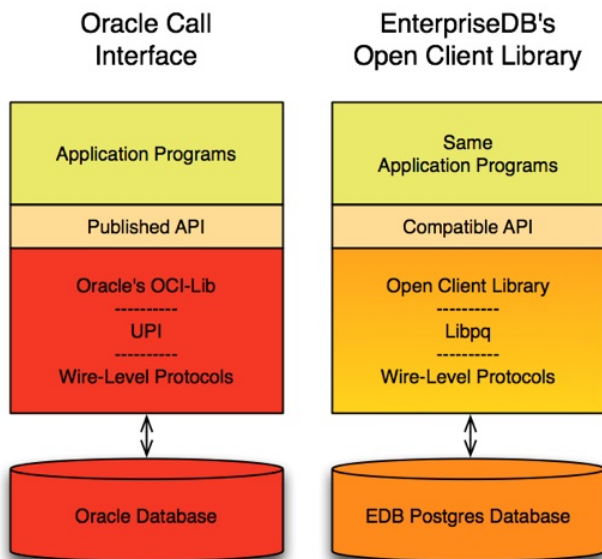 Oracle Call
Interface
Application Programs
Published API
Oracle's OCI-Lib
----------
UPI
----------
Wire-Level Protocols
Oracle Database
EnterpriseDB's
Open Client Library
Same
Application Programs
Compatible API
Open Client Library
----------
Libpq
----------
Wire-Level Protocols
EDB Postgres Database